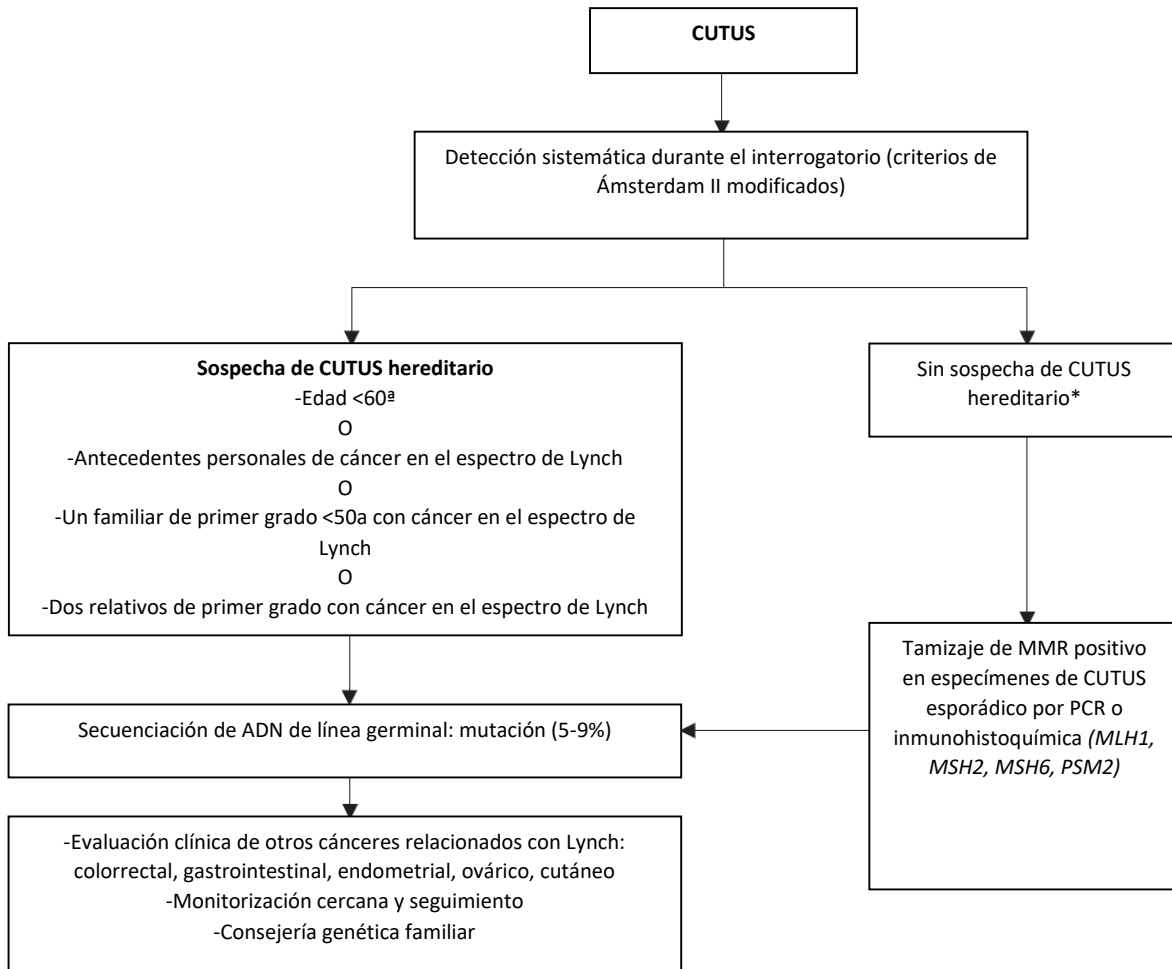 CUTUS
Detección sistemática durante el interrogatorio (criterios de
Ámsterdam II modificados)
Sospecha de CUTUS hereditario
-Edad <60ª
O
-Antecedentes personales de cáncer en el espectro de Lynch
O
-Un familiar de primer grado <50a con cáncer en el espectro de
Lynch
O
-Dos relativos de primer grado con cáncer en el espectro de Lynch
Sin sospecha de CUTUS
hereditario*
Tamizaje de MMR positivo
en especímenes de CUTUS
esporádico por PCR o
inmunohistoquímica (MLH1,
MSH2, MSH6, PSM2)
Secuenciación de ADN de línea germinal: mutación (5-9%)
-Evaluación clínica de otros cánceres relacionados con Lynch:
colorrectal, gastrointestinal, endometrial, ovárico, cutáneo
-Monitorización cercana y seguimiento
-Consejería genética familiar